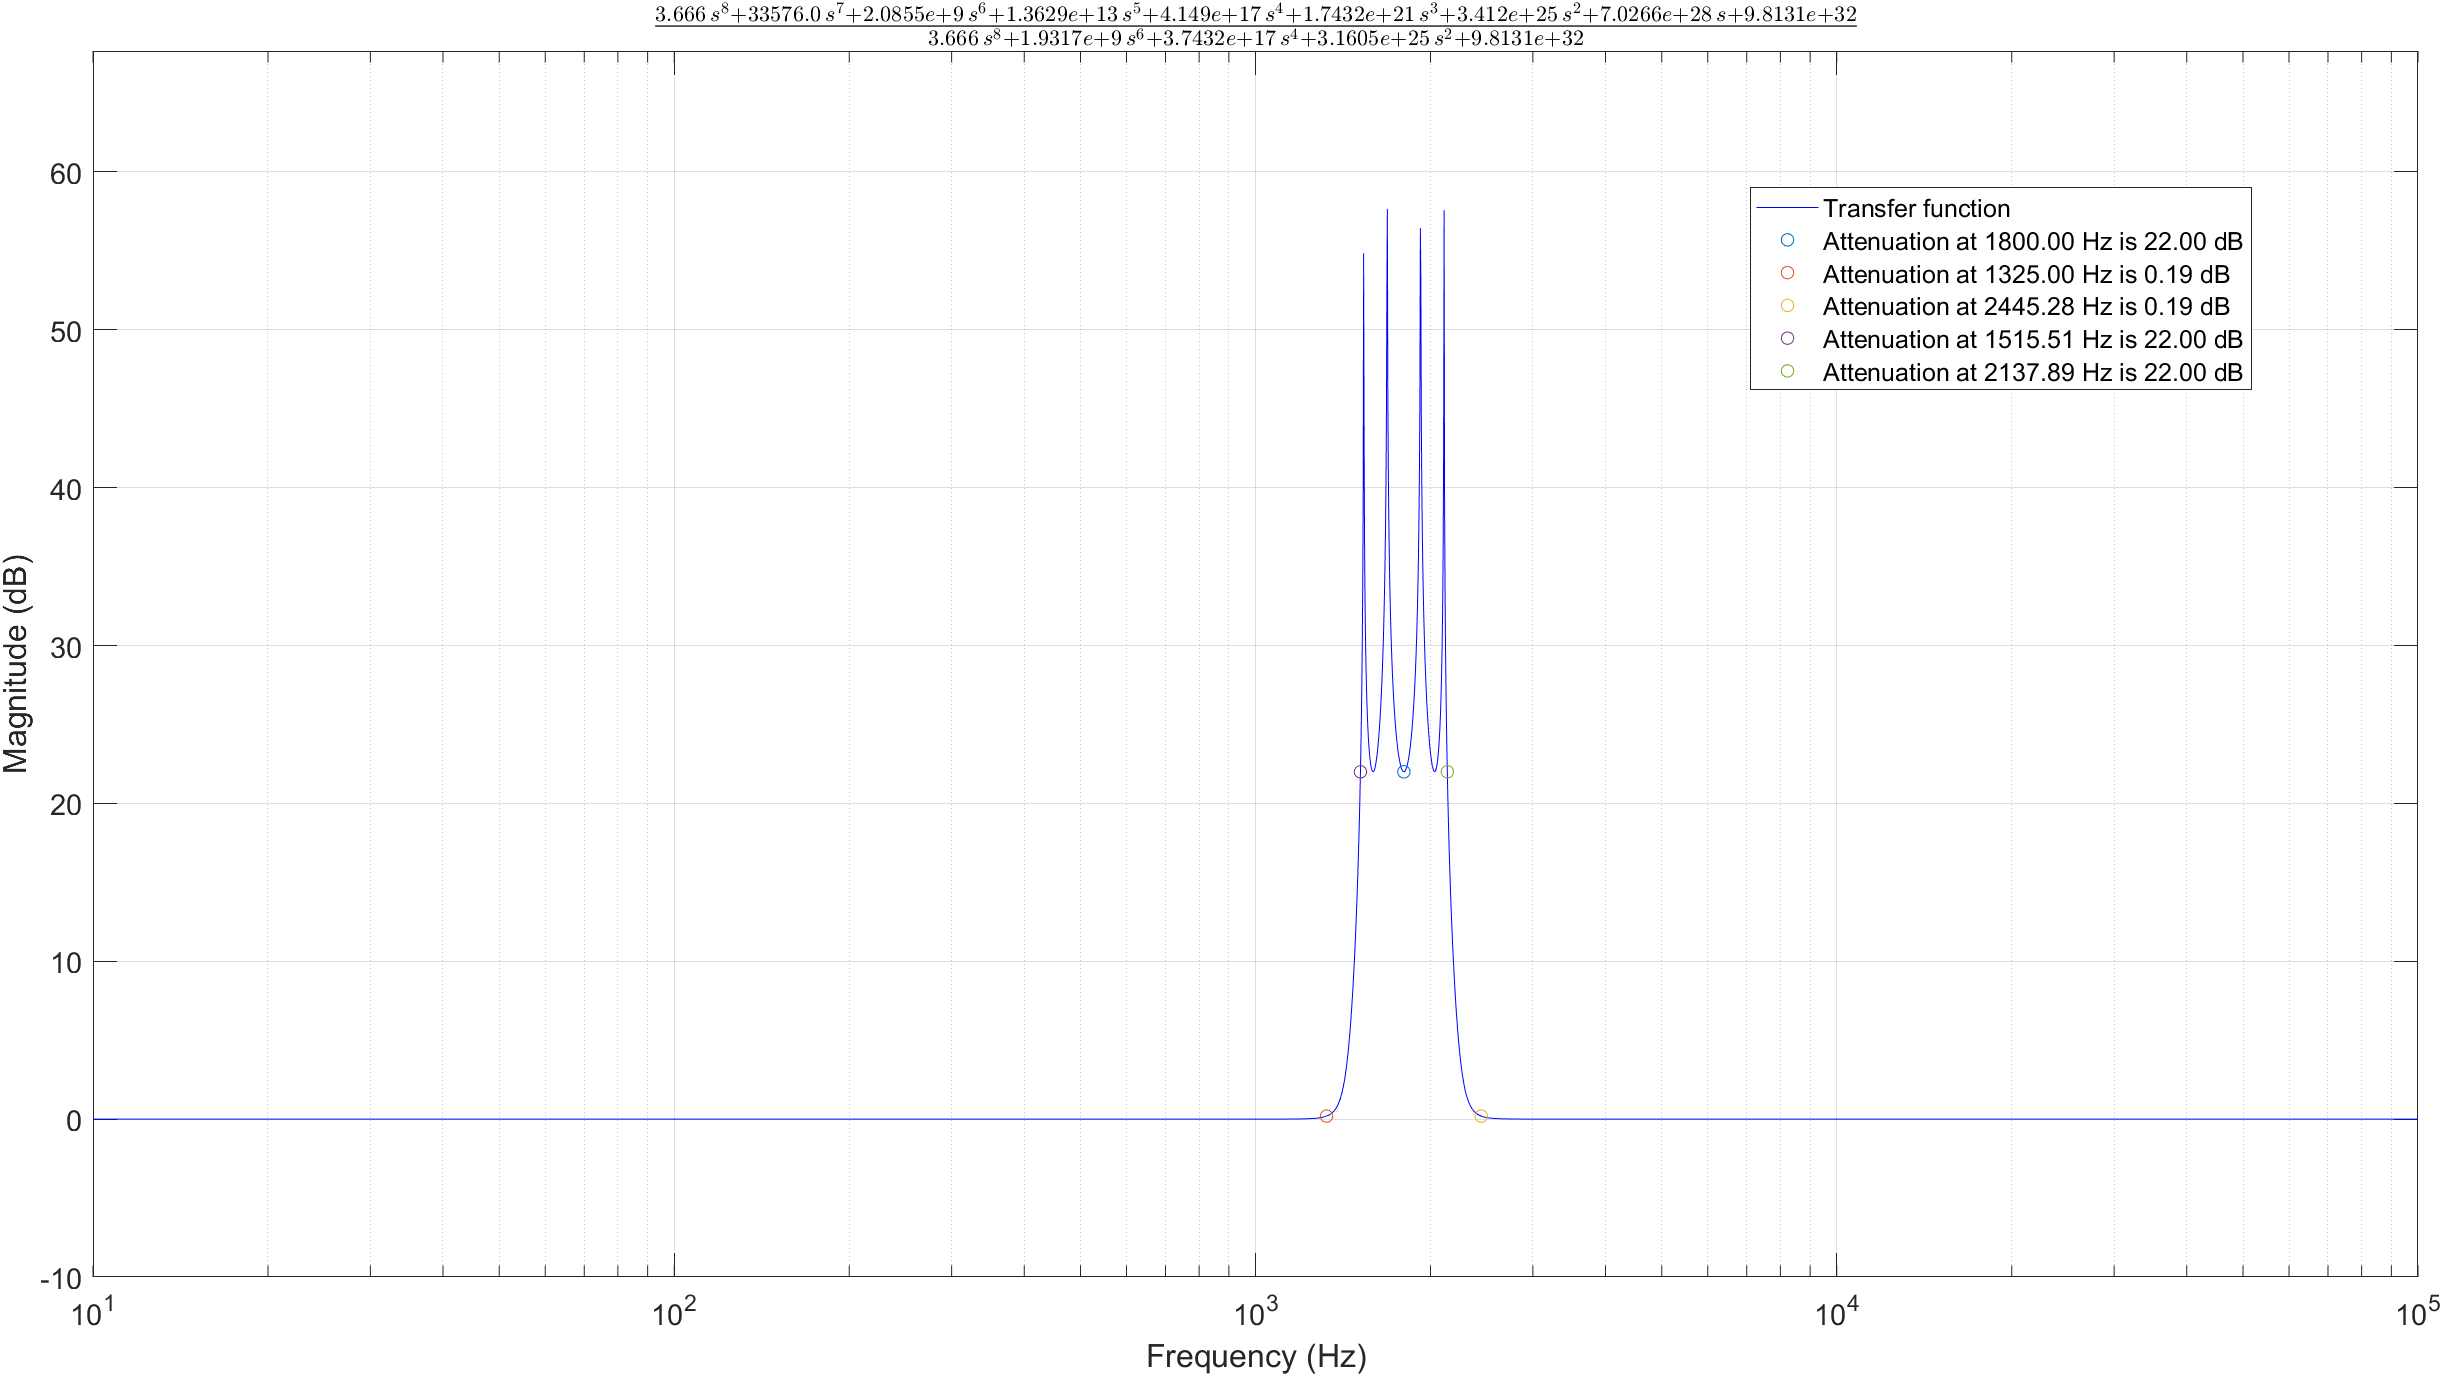 3.666 s^8+33576.0 s^7+2.0855e+9 s^6+1.3629e+13 s^5+4.149e+17 s^4+1.7432e+21 s^3+3.412e+25 s^2+7.0266e+28 s+9.8131e+32
3.666 s^8+1.9317e+9 s^6+3.7432e+17 s^4+3.1605e+25 s^2+9.8131e+32
60
50
40
30
20
10
0
-10
Magnitude (dB)
Transfer function
Attenuation at 1800.00 Hz is 22.00 dB
Attenuation at 1325.00 Hz is 0.19 dB
Attenuation at 2445.28 Hz is 0.19 dB
Attenuation at 1515.51 Hz is 22.00 dB
Attenuation at 2137.89 Hz is 22.00 dB
10^1 10^2 10^3 10^4 10^5
Frequency (Hz)